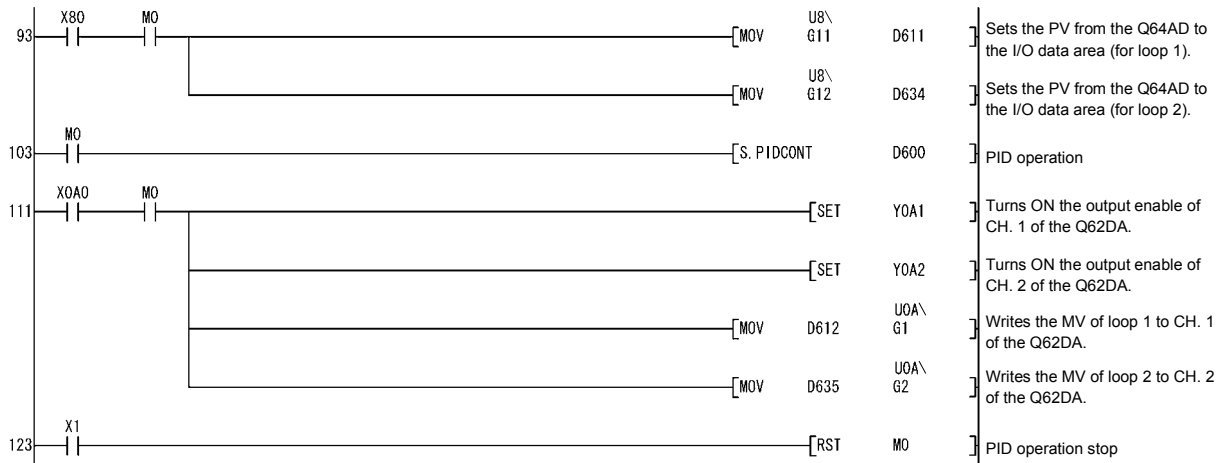 X80 M0
U8\
93 [MOV G11 D611 ] Sets the PV from the Q64AD to
the I/O data area (for loop 1).
U8\
[MOV G12 D634 ] Sets the PV from the Q64AD to
the I/O data area (for loop 2).
M0
103 [S.PIDCONT D600 ] PID operation
X0A0 M0
111 [SET Y0A1 ] Turns ON the output enable of
CH. 1 of the Q62DA.
[SET Y0A2 ] Turns ON the output enable of
CH. 2 of the Q62DA.
U0A\
[MOV D612 G1 ] Writes the MV of loop 1 to CH. 1
of the Q62DA.
U0A\
[MOV D635 G2 ] Writes the MV of loop 2 to CH. 2
of the Q62DA.
X1
123 [RST M0 ] PID operation stop